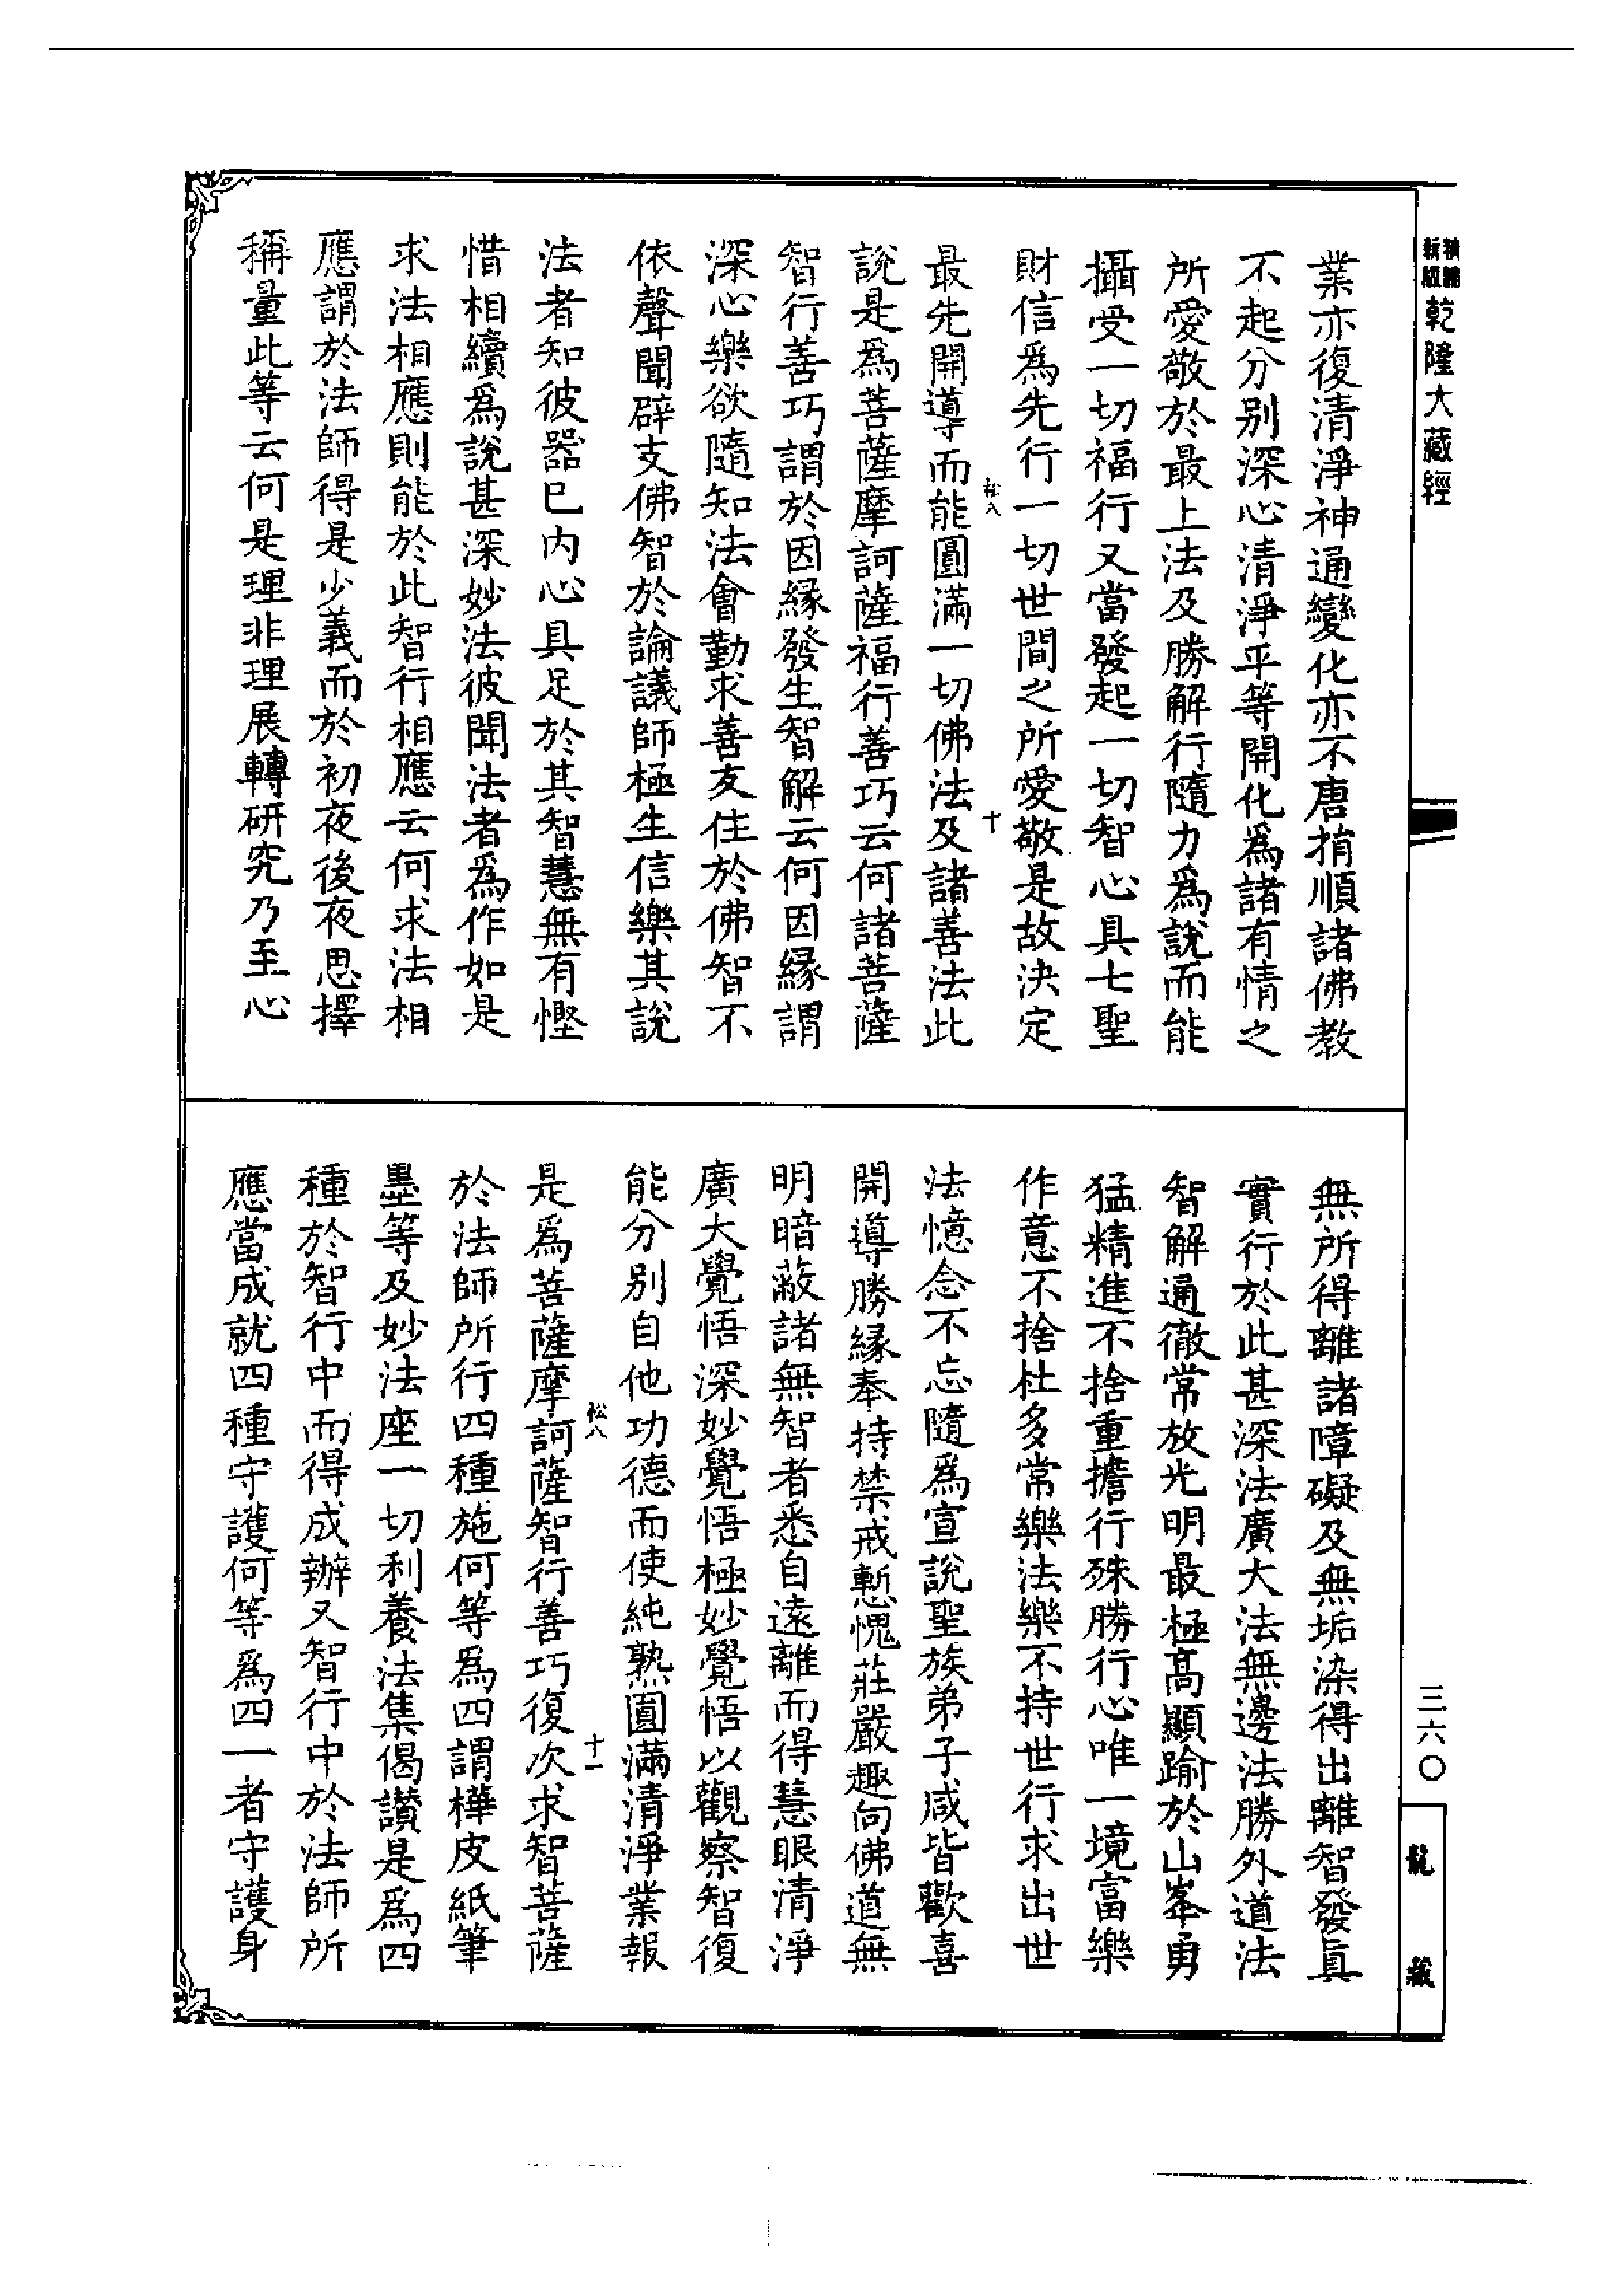 乾隆大藏經
業亦復清淨神通變化亦不唐捐順諸佛教
不起分别深心清淨平等開化爲諸有情之
所愛敬於最上法及勝解行隨力爲說而能
攝受一切福行又當發起一切智心具七聖
財信爲先行一切世間之所愛敬是故決定
松八
十
最先開導而能圓滿一切佛法及諸善法此
說是爲菩薩摩訶薩福行善巧云何諸菩薩
智行善巧謂於因緣發生智解云何因緣謂
深心樂欲隨知法會勤求善友住於佛智不
依聲聞辟支佛智於論議師極生信樂其說
法者知彼器已内心具足於其智慧無有慳
惜相續爲說甚深妙法彼聞法者爲作如是
求法相應則能於此智行相應云何求法相
應謂於法師得是少義而於初夜後夜思擇
稱量此等云何是理非理展轉研究乃至心
無所得離諸障礙及無垢染得出離智發眞
實行於此甚深法廣大法無邊法勝外道法
智解通徹常放光明最極高顯踰於山峯勇
猛精進不捨重擔行殊勝行心唯一境富樂
作意不捨杜多常樂法樂不持世行求出世
法憶念不忘隨爲宣說聖族弟子咸皆歡喜
開導勝緣奉持禁戒慙愧莊嚴趣向佛道無
明暗蔽諸無智者悉自遠離而得慧眼清淨
廣大覺悟深妙覺悟極妙覺悟以觀察智復
能分别自他功德而使純熟圓滿清淨業報
松八
十一
是爲菩薩摩訶薩智行善巧復次求智菩薩
於法師所行四種施何等爲四謂樺皮紙筆
墨等及妙法座一切利養法集偈讚是爲四
種於智行中而得成辦又智行中於法師所
應當成就四種守護何等爲四一者守護身
三六〇
龍藏